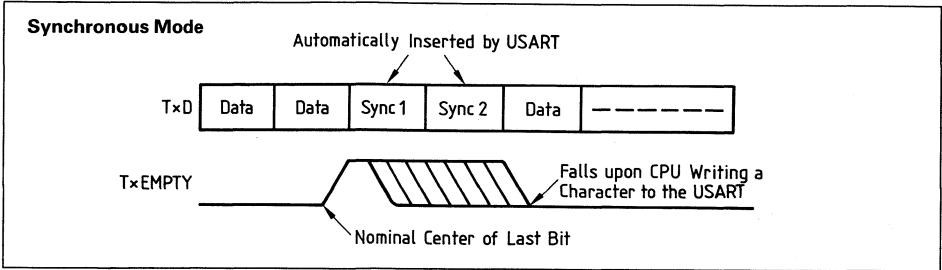 Synchronous Mode
Automatically Inserted by USART
T×D Data Data Sync 1 Sync 2 Data
T×EMPTY
Falls upon CPU Writing a
Character to the USART
Nominal Center of Last Bit